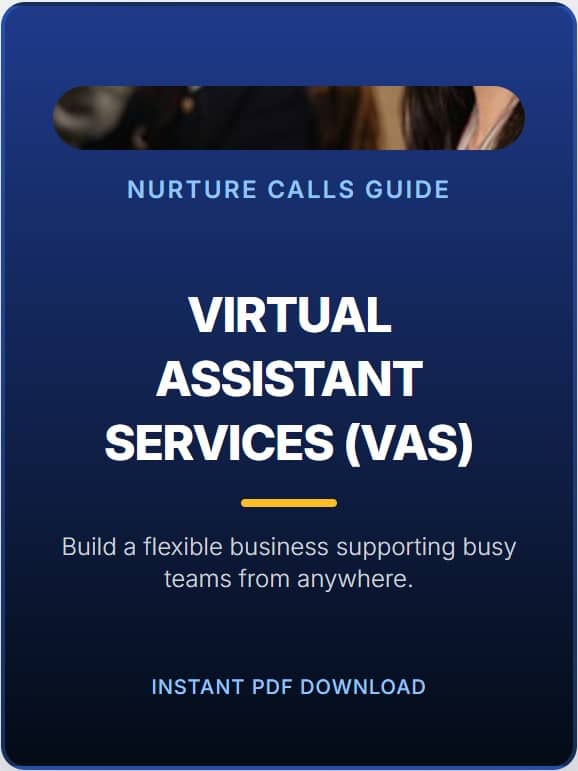 NURTURE CALLS GUIDE
VIRTUAL
ASSISTANT
SERVICES (VAS)
Build a flexible business supporting busy
teams from anywhere.
INSTANT PDF DOWNLOAD